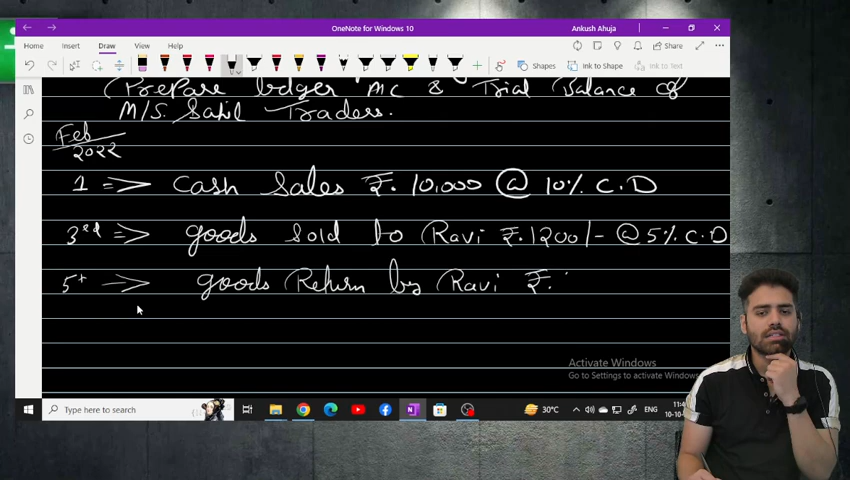 OneNote for Windows 10
Ankush Ahuja
Home Insert Draw View Help
Share
Shapes Ink to Shape Ink to Text
(Prepare ledger A/C & Trial Balance of
M/S. Sahil Traders.
Feb/2022
1 => Cash Sales ₹. 10,000 @ 10% C.D
3rd => goods Sold to Ravi ₹. 1200/- @ 5% C.D
5t => goods Return by Ravi ₹.
Activate Windows
Go to Settings to activate Windows
Type here to search
30°C
ENG